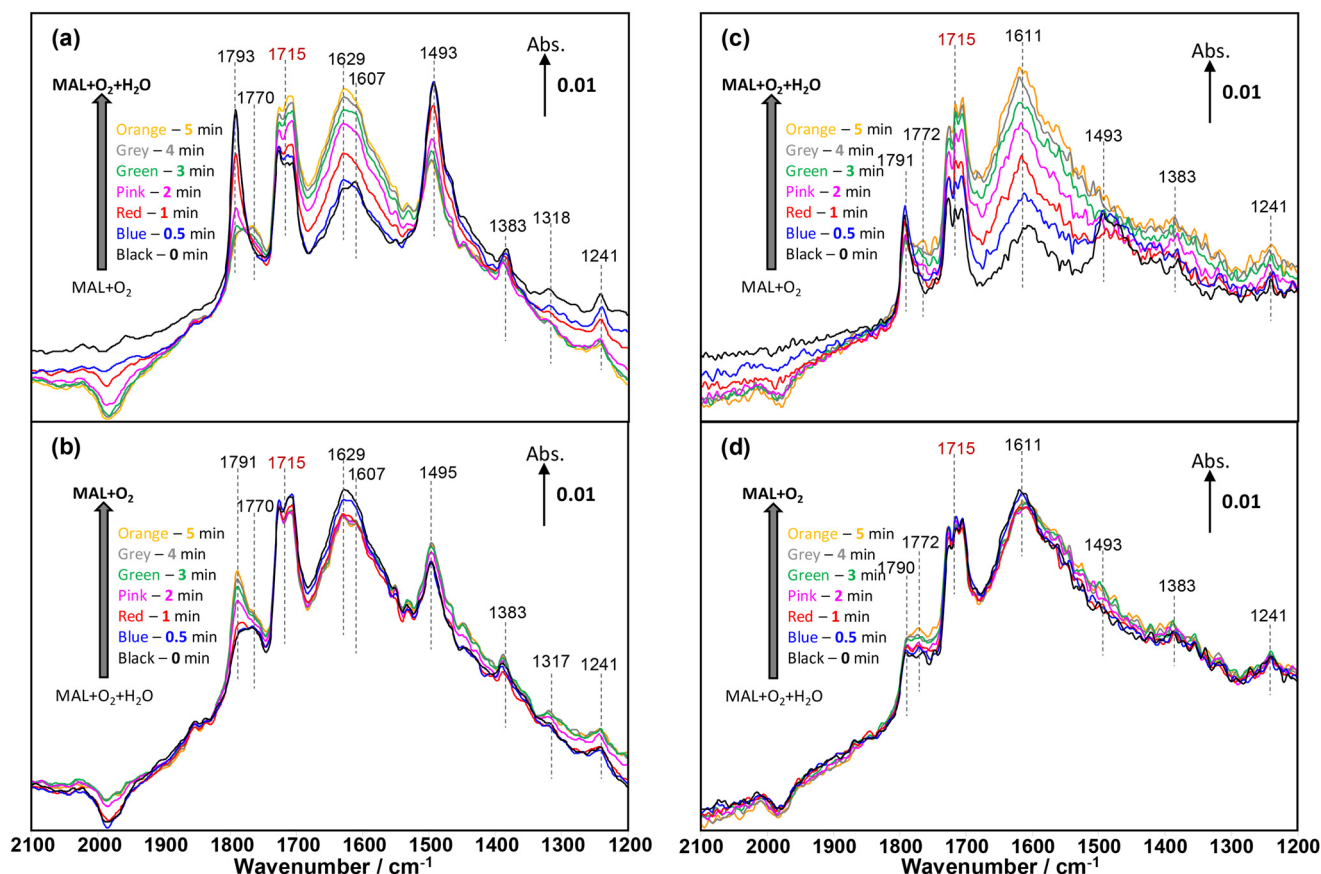 (a)
1793
1715
1629
1493
Abs.
1607
1770
0.01
MAL+O2+H2O
Orange – 5 min
Grey – 4 min
Green – 3 min
Pink – 2 min
Red – 1 min
Blue – 0.5 min
Black – 0 min
MAL+O2
1383
1318
1241
(c)
1715
1611
Abs.
0.01
MAL+O2+H2O
1772
1493
1791
Orange – 5 min
Grey – 4 min
Green – 3 min
Pink – 2 min
Red – 1 min
Blue – 0.5 min
Black – 0 min
MAL+O2
1383
1241
(b)
1791
1715
1629
1495
Abs.
1607
1770
0.01
MAL+O2
Orange – 5 min
Grey – 4 min
Green – 3 min
Pink – 2 min
Red – 1 min
Blue – 0.5 min
Black – 0 min
MAL+O2+H2O
1383
1317
1241
2100 2000 1900 1800 1700 1600 1500 1400 1300 1200
Wavenumber / cm-1
(d)
1715
1611
Abs.
0.01
MAL+O2
1772
1493
1790
Orange – 5 min
Grey – 4 min
Green – 3 min
Pink – 2 min
Red – 1 min
Blue – 0.5 min
Black – 0 min
MAL+O2+H2O
1383
1241
2100 2000 1900 1800 1700 1600 1500 1400 1300 1200
Wavenumber / cm-1